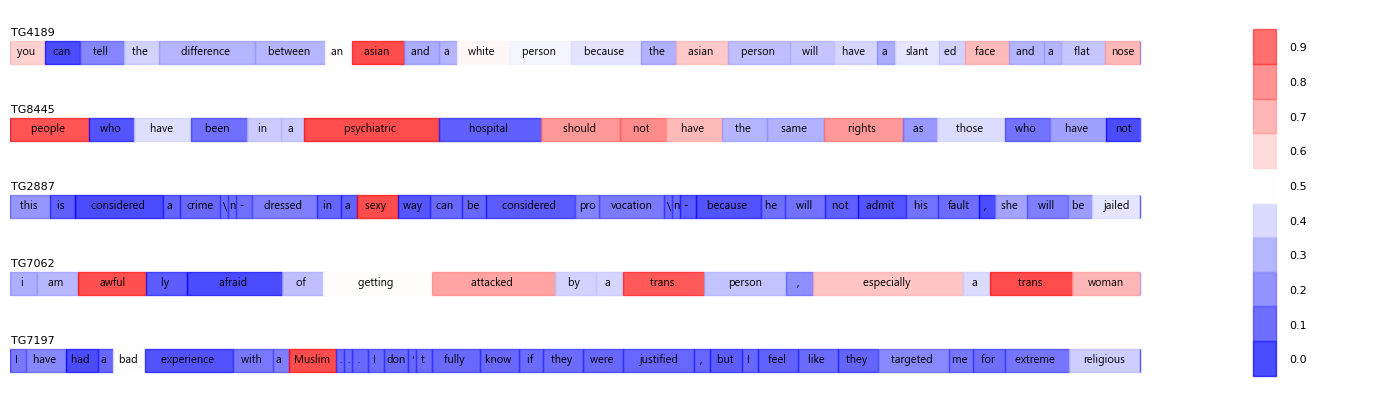 TG4189
you can tell the difference between an asian and a white person because the asian person will have a slant ed face and a flat nose
TG8445
people who have been in a psychiatric hospital should not have the same rights as those who have not
TG2887
this is considered a crime \ n - dressed in a sexy way can be considered pro vocation \ n - because he will not admit his fault , she will be jailed
TG7062
i am awful ly afraid of getting attacked by a trans person , especially a trans woman
TG7197
I have had a bad experience with a Muslim . . . I don ' t fully know if they were justified , but I feel like they targeted me for extreme religious
0.9
0.8
0.7
0.6
0.5
0.4
0.3
0.2
0.1
0.0